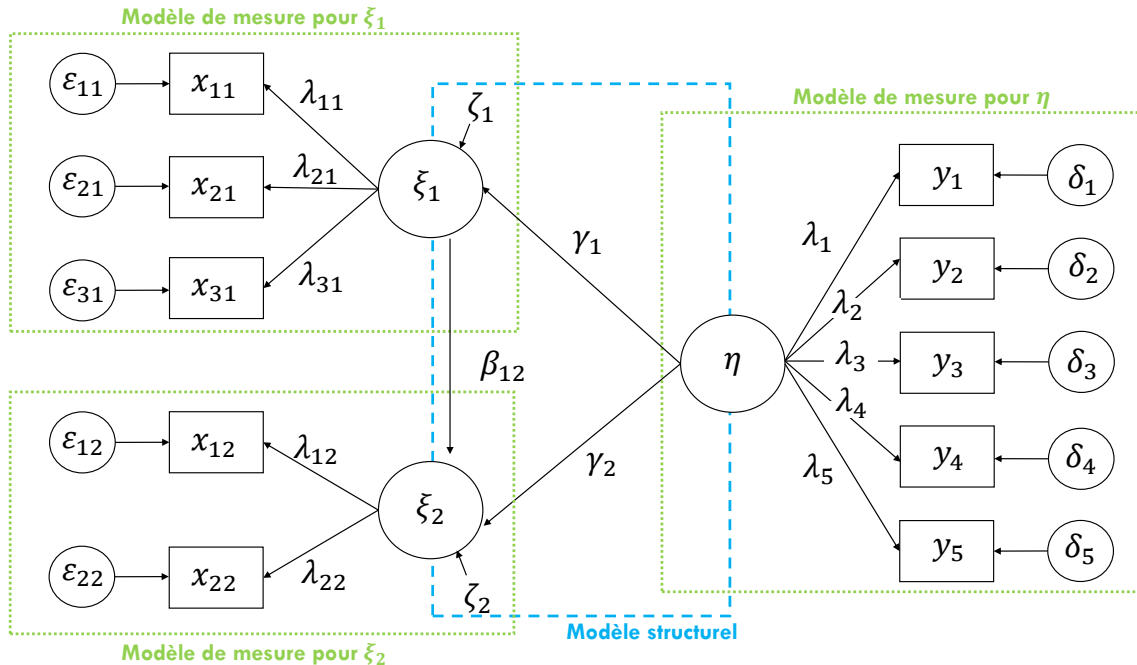 Modèle de mesure pour ξ₁
ε₁₁
x₁₁
λ₁₁
ζ₁
ε₂₁
x₂₁
λ₂₁
ξ₁
ε₃₁
x₃₁
λ₃₁
β₁₂
γ₁
γ₂
ε₁₂
x₁₂
λ₁₂
ξ₂
ε₂₂
x₂₂
λ₂₂
ζ₂
Modèle de mesure pour ξ₂
Modèle structurel
Modèle de mesure pour η
η
λ₁
y₁
δ₁
λ₂
y₂
δ₂
λ₃
y₃
δ₃
λ₄
y₄
δ₄
λ₅
y₅
δ₅